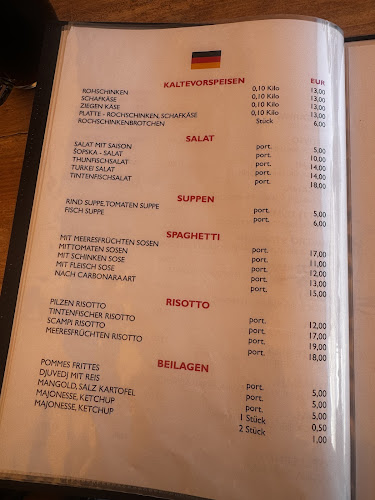 KALTEVORSPEISEN EUR
ROHSCHINKEN 0,10 Kilo 13,00
SCHAFKÄSE 0,10 Kilo 13,00
ZIEGEN KÄSE 0,10 Kilo 13,00
PLATTE - ROCHSCHINKEN, SCHAFKÄSE 0,10 Kilo 13,00
ROCHSCHINKENBRÖTCHEN Stück 6,00
SALAT
SALAT MIT SAISON port. 5,00
ŠOPSKA - SALAT port. 10,00
THUNFISCHSALAT port. 14,00
TURKEI SALAT port. 14,00
TINTENFISCHSALAT port. 18,00
SUPPEN
RIND SUPPE,TOMATEN SUPPE port. 5,00
FISCH SUPPE port. 6,00
SPAGHETTI
MIT MEERESFRÜCHTEN SOSEN port. 17,00
MITTOMATEN SOSEN port. 11,00
MIT SCHINKEN SOSE port. 12,00
MIT FLEISCH SOSE port. 13,00
NACH CARBONARA ART port. 15,00
RISOTTO
PILZEN RISOTTO port. 12,00
TINTENFISCHER RISOTTO port. 17,00
SCAMPI RISOTTO port. 19,00
MEERESFRÜCHTEN RISOTTO port. 18,00
BEILAGEN
POMMES FRITTES port. 5,00
DJUVEDJ MIT REIS port. 5,00
MANGOLD, SALZ KARTOFEL port. 5,00
MAJONESSE, KETCHUP 1 Stück 0,50
MAJONESSE, KETCHUP 2 Stück 1,00